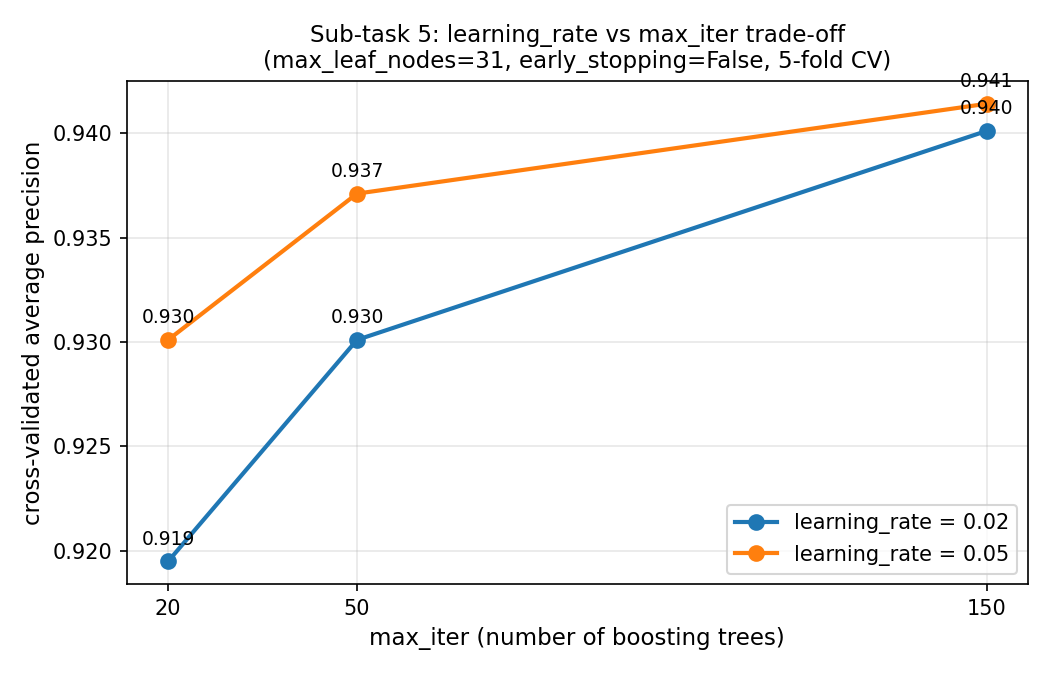 Sub-task 5: learning_rate vs max_iter trade-off
(max_leaf_nodes=31, early_stopping=False, 5-fold CV)
cross-validated average precision
0.940
0.935
0.930
0.925
0.920
0.941
0.940
0.937
0.930
0.930
0.919
learning_rate = 0.02
learning_rate = 0.05
20
50
150
max_iter (number of boosting trees)